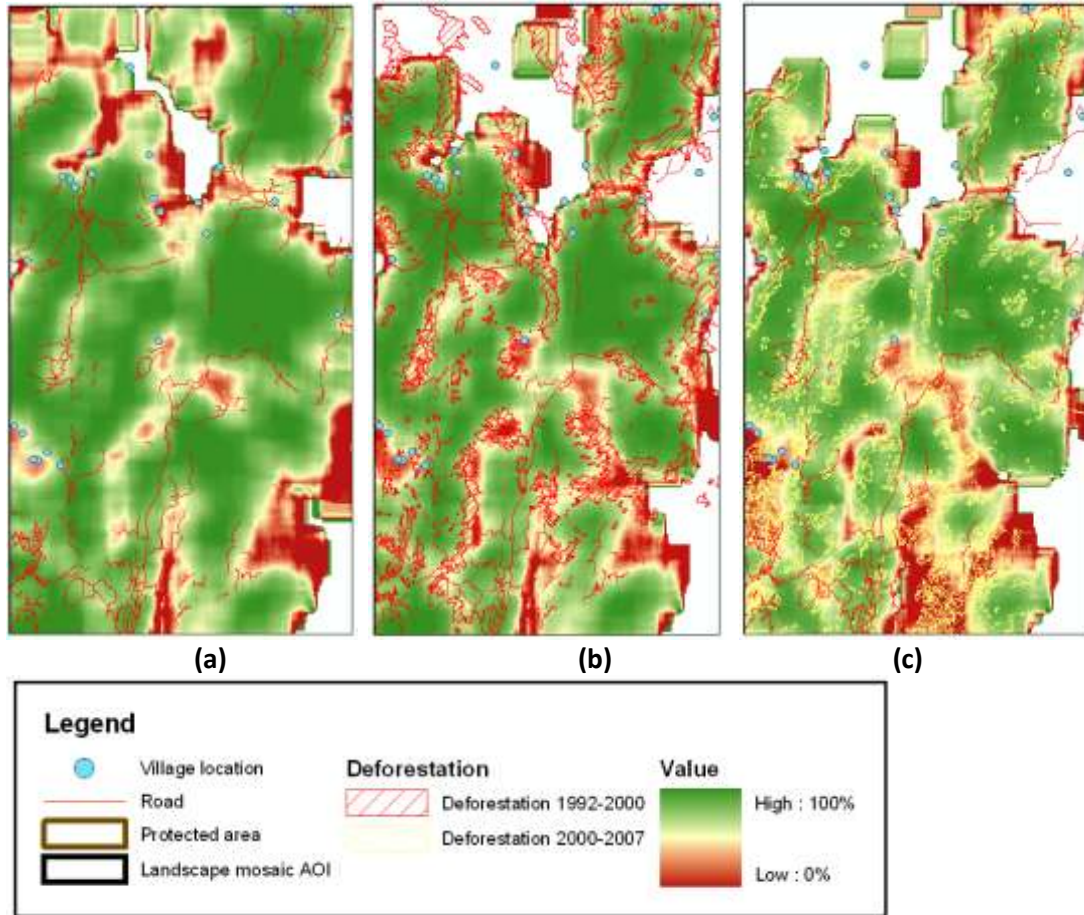 (a) (b) (c)
Legend
Village location
Road
Protected area
Landscape mosaic AOI
Deforestation
Deforestation 1992-2000
Deforestation 2000-2007
Value
High : 100%
Low : 0%